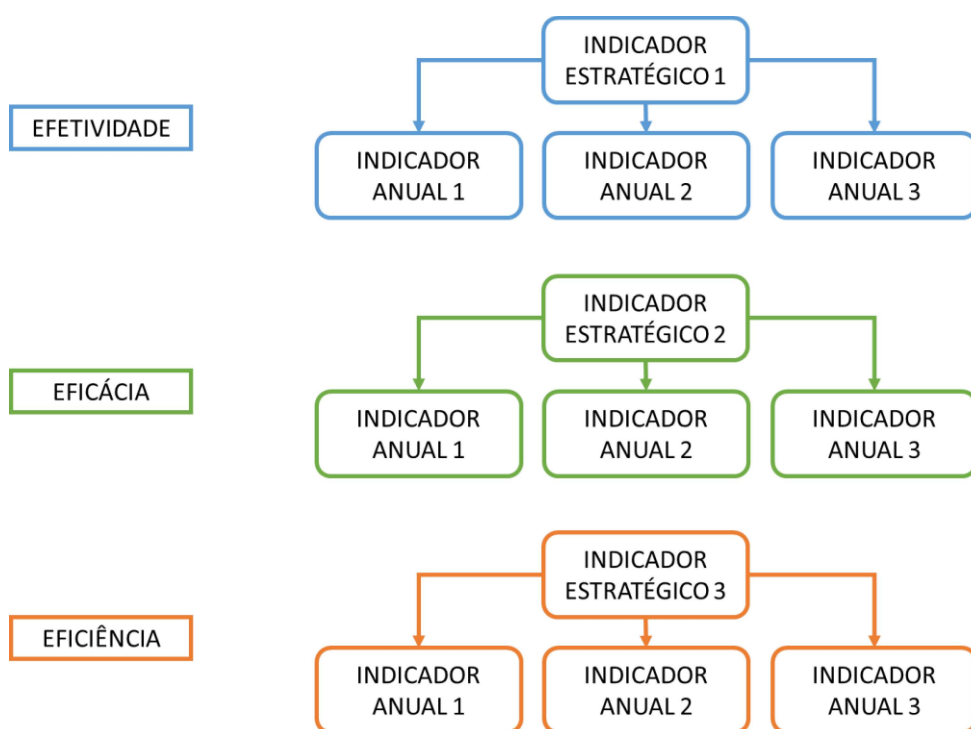 INDICADOR
ESTRATÉGICO 1
EFETIVIDADE
INDICADOR
ANUAL 1
INDICADOR
ANUAL 2
INDICADOR
ANUAL 3
INDICADOR
ESTRATÉGICO 2
EFICÁCIA
INDICADOR
ANUAL 1
INDICADOR
ANUAL 2
INDICADOR
ANUAL 3
INDICADOR
ESTRATÉGICO 3
EFICIÊNCIA
INDICADOR
ANUAL 1
INDICADOR
ANUAL 2
INDICADOR
ANUAL 3